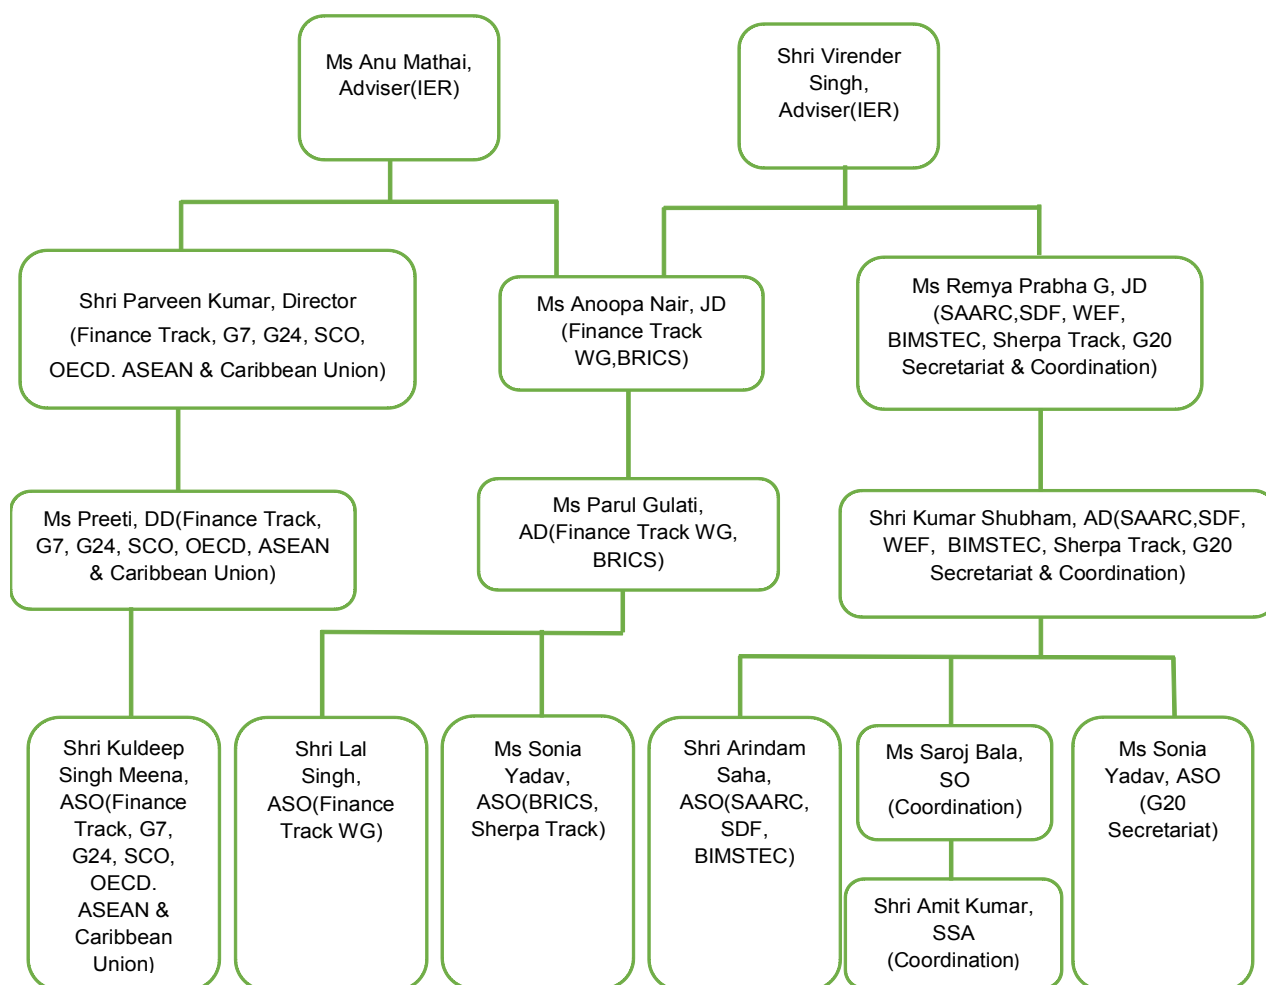 Ms Anu Mathai,
Adviser(IER)
Shri Virender
Singh,
Adviser(IER)
Shri Parveen Kumar, Director
(Finance Track, G7, G24, SCO,
OECD. ASEAN & Caribbean Union)
Ms Anoopa Nair, JD
(Finance Track
WG,BRICS)
Ms Remya Prabha G, JD
(SAARC,SDF, WEF,
BIMSTEC, Sherpa Track, G20
Secretariat & Coordination)
Ms Preeti, DD(Finance Track,
G7, G24, SCO, OECD, ASEAN
& Caribbean Union)
Ms Parul Gulati,
AD(Finance Track WG,
BRICS)
Shri Kumar Shubham, AD(SAARC,SDF,
WEF, BIMSTEC, Sherpa Track, G20
Secretariat & Coordination)
Shri Kuldeep
Singh Meena,
ASO(Finance
Track, G7,
G24, SCO,
OECD.
ASEAN &
Caribbean
Union)
Shri Lal
Singh,
ASO(Finance
Track WG)
Ms Sonia
Yadav,
ASO(BRICS,
Sherpa Track)
Shri Arindam
Saha,
ASO(SAARC,
SDF,
BIMSTEC)
Ms Saroj Bala,
SO
(Coordination)
Shri Amit Kumar,
SSA
(Coordination)
Ms Sonia
Yadav, ASO
(G20
Secretariat)